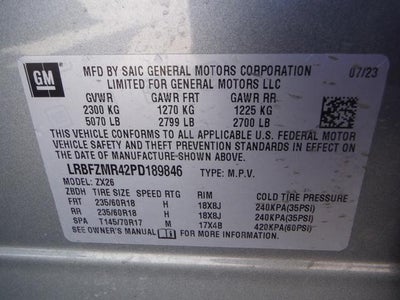 GM
MFD BY SAIC GENERAL MOTORS CORPORATION 07/23
LIMITED FOR GENERAL MOTORS LLC
GVWR GAWR FRT GAWR RR
2300 KG 1270 KG 1225 KG
5070 LB 2799 LB 2700 LB
THIS VEHICLE CONFORMS TO ALL APPLICABLE U.S. FEDERAL MOTOR
VEHICLE SAFETY AND THEFT PREVENTION STANDARDS IN EFFECT ON
THE DATE OF MANUFACTURE SHOWN ABOVE.
LRBFZMR42PD189846 TYPE: M.P.V.
MODEL: ZX26
ZBDH TIRE SIZE SPEED RTG RIM COLD TIRE PRESSURE
FRT 235/60R18 H 18X8J 240KPA(35PSI)
RR 235/60R18 H 18X8J 240KPA(35PSI)
SPA T145/70R17 M 17X4B 420KPA(60PSI)
SEE OWNER'S MANUAL FOR MORE INFORMATION.